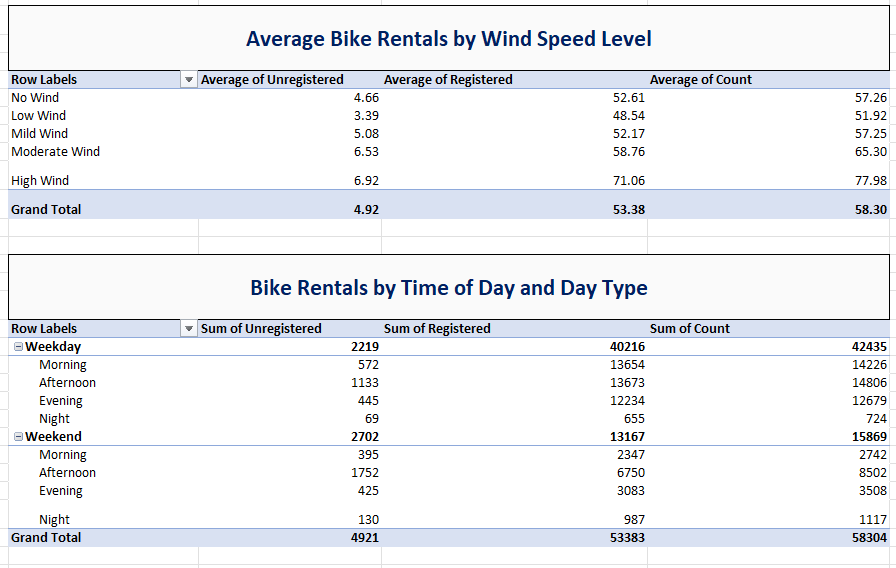 Average Bike Rentals by Wind Speed Level
Row Labels Average of Unregistered Average of Registered Average of Count
No Wind 4.66 52.61 57.26
Low Wind 3.39 48.54 51.92
Mild Wind 5.08 52.17 57.25
Moderate Wind 6.53 58.76 65.30
High Wind 6.92 71.06 77.98
Grand Total 4.92 53.38 58.30
Bike Rentals by Time of Day and Day Type
Row Labels Sum of Unregistered Sum of Registered Sum of Count
Weekday 2219 40216 42435
Morning 572 13654 14226
Afternoon 1133 13673 14806
Evening 445 12234 12679
Night 69 655 724
Weekend 2702 13167 15869
Morning 395 2347 2742
Afternoon 1752 6750 8502
Evening 425 3083 3508
Night 130 987 1117
Grand Total 4921 53383 58304